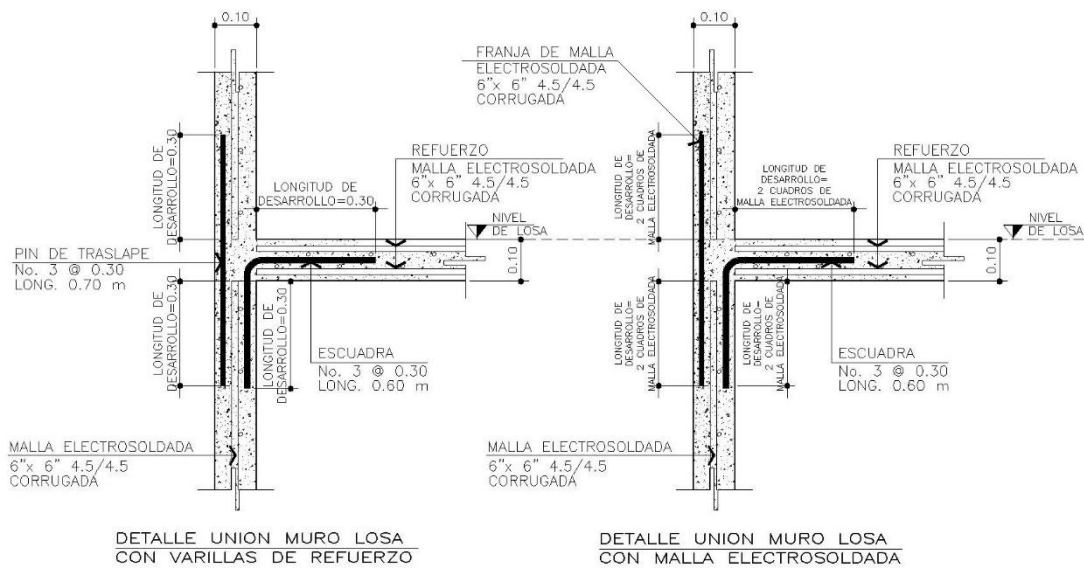 0.10
LONGITUD DE
DESARROLLO=0.30
LONGITUD DE
DESARROLLO=0.30
REFUERZO
MALLA ELECTROSOLDADA
6"x 6" 4.5/4.5
CORRUGADA
NIVEL
DE LOSA
0.10
PIN DE TRASLAPE
No. 3 @ 0.30
LONG. 0.70 m
LONGITUD DE
DESARROLLO=0.30
LONGITUD DE
DESARROLLO=0.30
ESCUADRA
No. 3 @ 0.30
LONG. 0.60 m
MALLA ELECTROSOLDADA
6"x 6" 4.5/4.5
CORRUGADA
DETALLE UNION MURO LOSA
CON VARILLAS DE REFUERZO
0.10
FRANJA DE MALLA
ELECTROSOLDADA
6"x 6" 4.5/4.5
CORRUGADA
LONGITUD DE
DESARROLLO=
2 CUADROS DE
MALLA ELECTROSOLDADA
LONGITUD DE
DESARROLLO=
2 CUADROS DE
MALLA ELECTROSOLDADA
REFUERZO
MALLA ELECTROSOLDADA
6"x 6" 4.5/4.5
CORRUGADA
NIVEL
DE LOSA
0.10
LONGITUD DE
DESARROLLO=
2 CUADROS DE
MALLA ELECTROSOLDADA
LONGITUD DE
DESARROLLO=
2 CUADROS DE
MALLA ELECTROSOLDADA
ESCUADRA
No. 3 @ 0.30
LONG. 0.60 m
MALLA ELECTROSOLDADA
6"x 6" 4.5/4.5
CORRUGADA
DETALLE UNION MURO LOSA
CON MALLA ELECTROSOLDADA